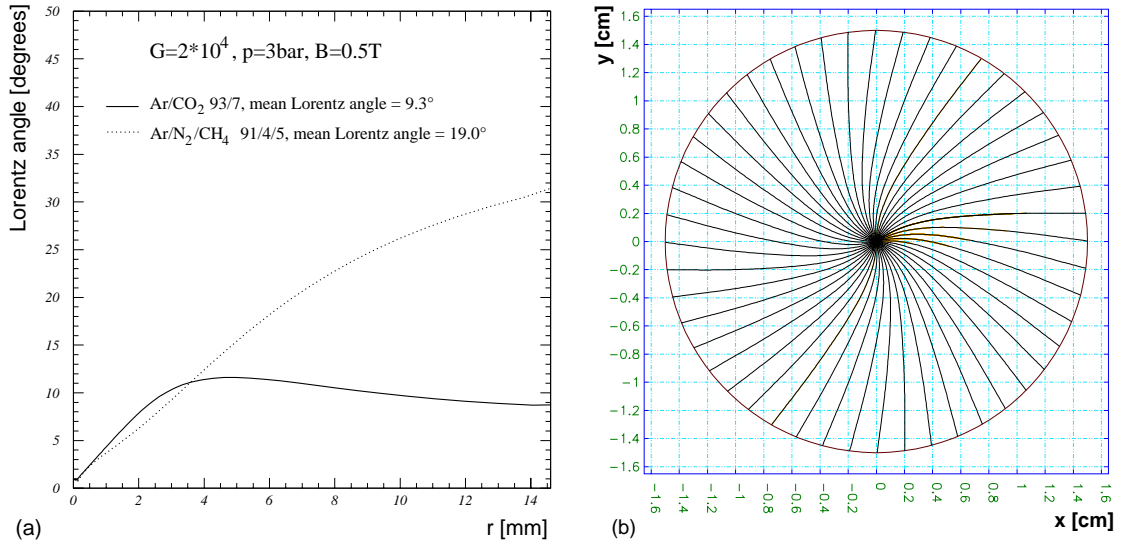 Lorentz angle [degrees]
50
45
40
35
30
25
20
15
10
5
0
G=2*10⁴, p=3bar, B=0.5T
Ar/CO₂ 93/7, mean Lorentz angle = 9.3°
Ar/N₂/CH₄ 91/4/5, mean Lorentz angle = 19.0°
0 2 4 6 8 10 12 14
(a)
r [mm]
y [cm]
1.6
1.4
1.2
1
0.8
0.6
0.4
0.2
0
−0.2
−0.4
−0.6
−0.8
−1
−1.2
−1.4
−1.6
−1.6 −1.4 −1.2 −1 −0.8 −0.6 −0.4 −0.2 0 0.2 0.4 0.6 0.8 1 1.2 1.4 1.6
(b)
x [cm]